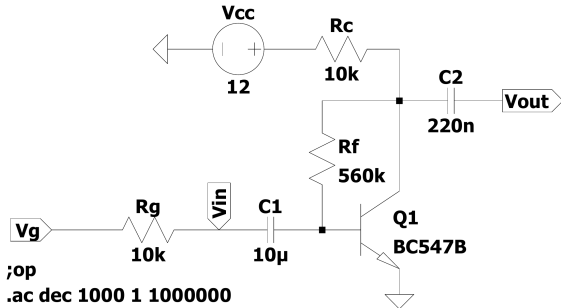 Vcc
Rc
12
10k
C2
Vout
220n
Rf
560k
Vin
Rg
C1
Vg
10k
10µ
Q1
BC547B
;op
.ac dec 1000 1 1000000